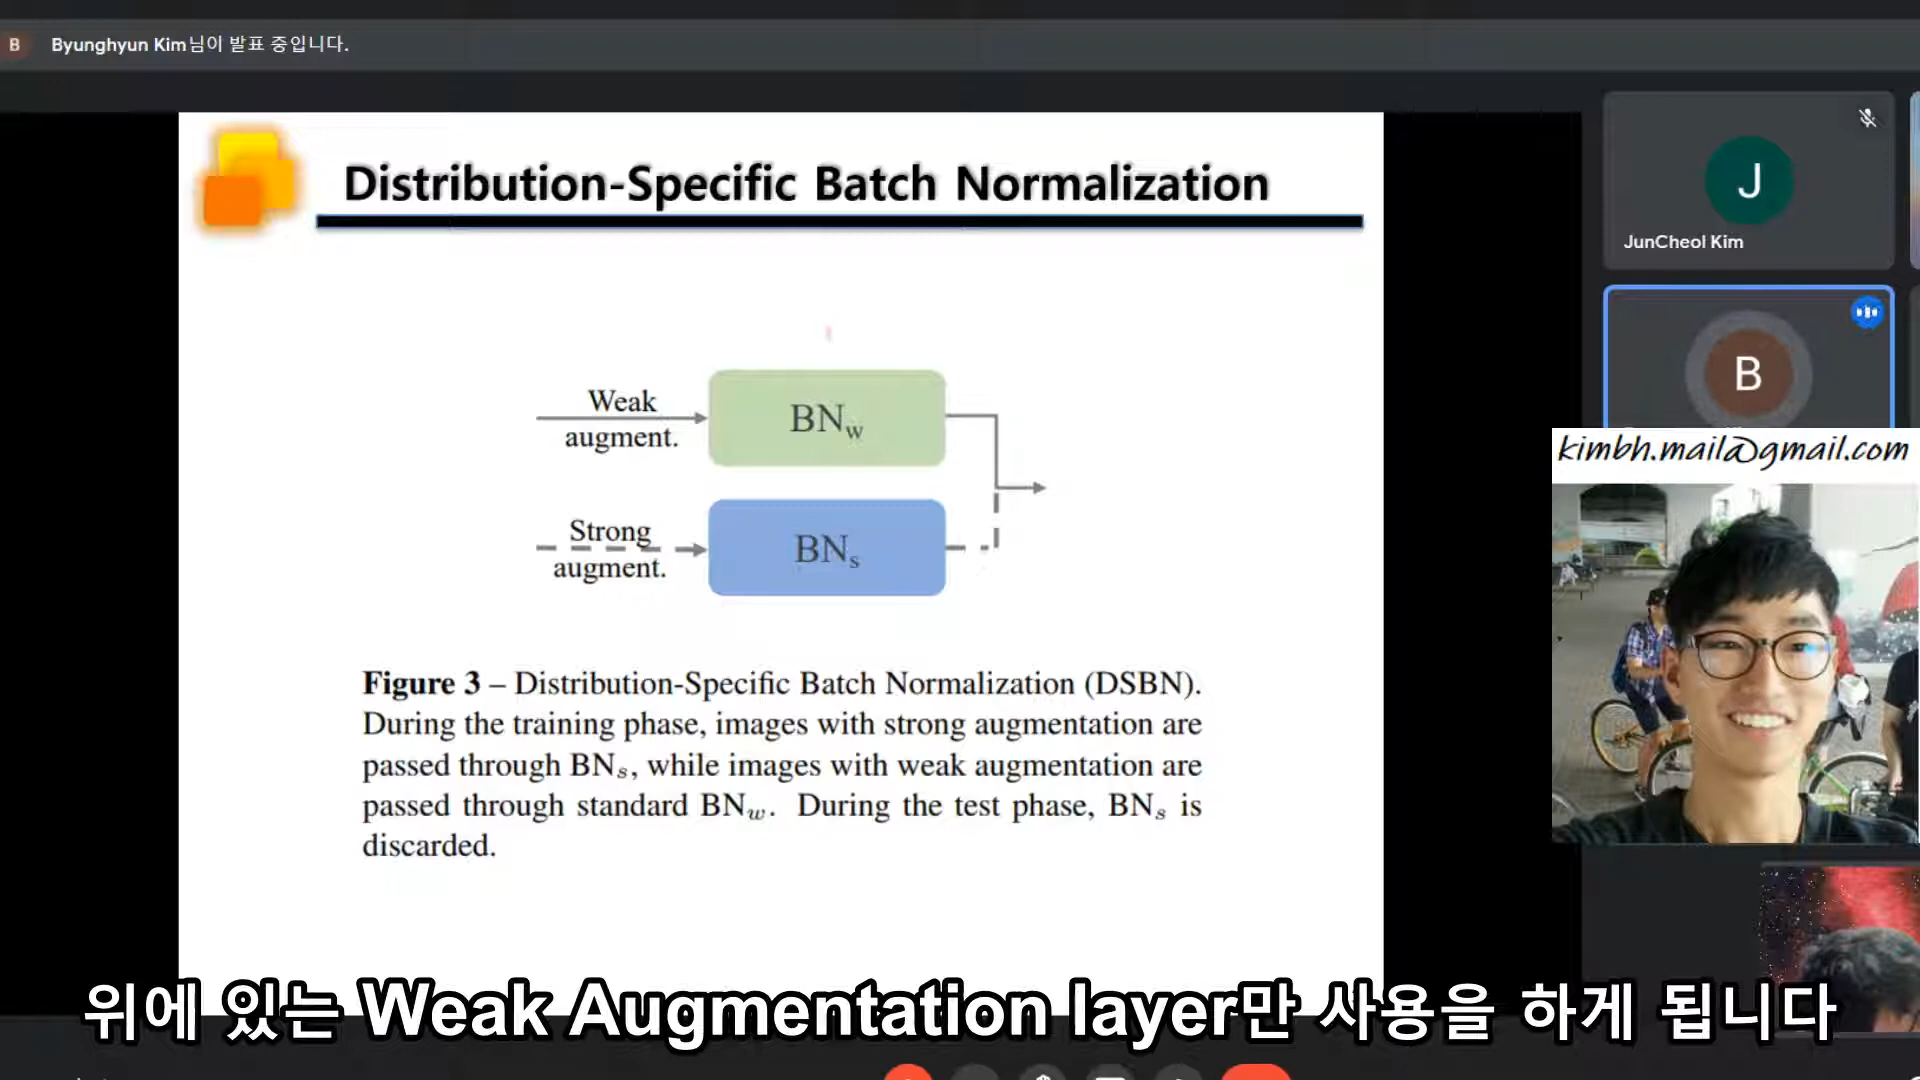 B Byunghyun Kim님이 발표 중입니다.
Distribution-Specific Batch Normalization
J
JunCheol Kim
B
kimbh.mail@gmail.com
Weak
augment.
BNw
Strong
augment.
BNs
Figure 3 – Distribution-Specific Batch Normalization (DSBN).
During the training phase, images with strong augmentation are
passed through BNs, while images with weak augmentation are
passed through standard BNw. During the test phase, BNs is
discarded.
위에 있는 Weak Augmentation layer만 사용을 하게 됩니다